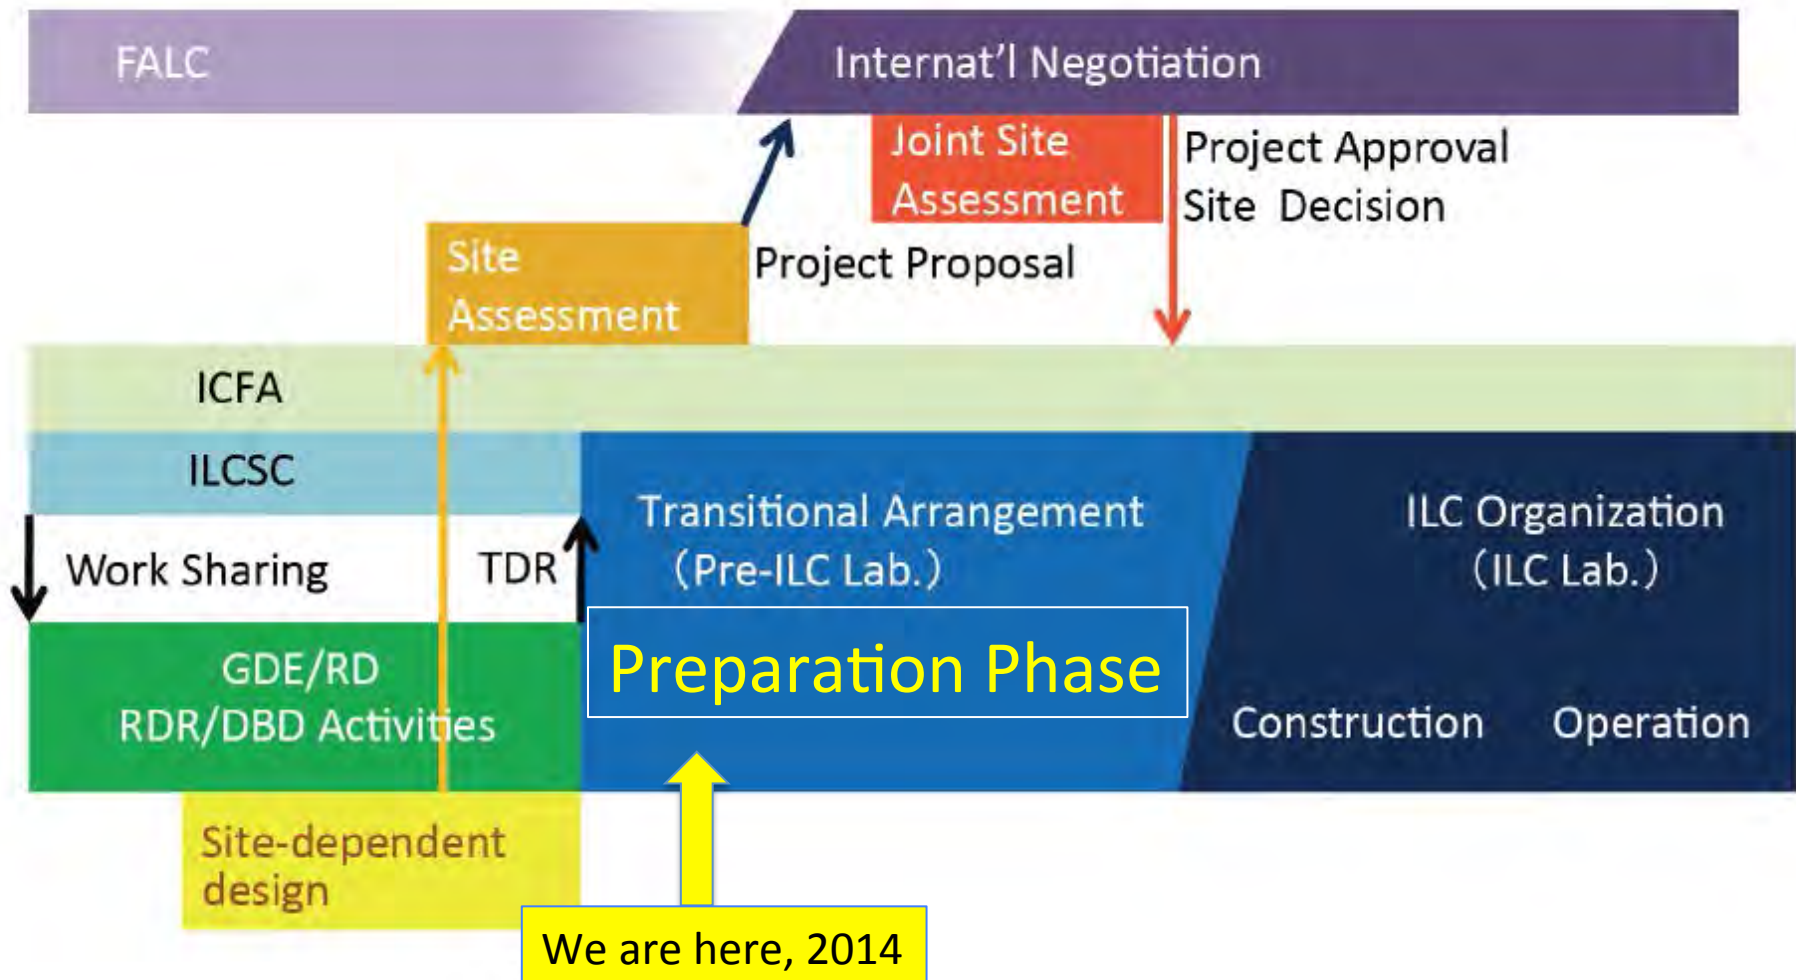 FALC
Internat'l Negotiation
Joint Site
Assessment
Project Approval
Site Decision
Site
Assessment
Project Proposal
ICFA
ILCSC
Work Sharing
TDR
Transitional Arrangement
(Pre-ILC Lab.)
ILC Organization
(ILC Lab.)
GDE/RD
RDR/DBD Activities
Preparation Phase
Construction
Operation
Site-dependent
design
We are here, 2014